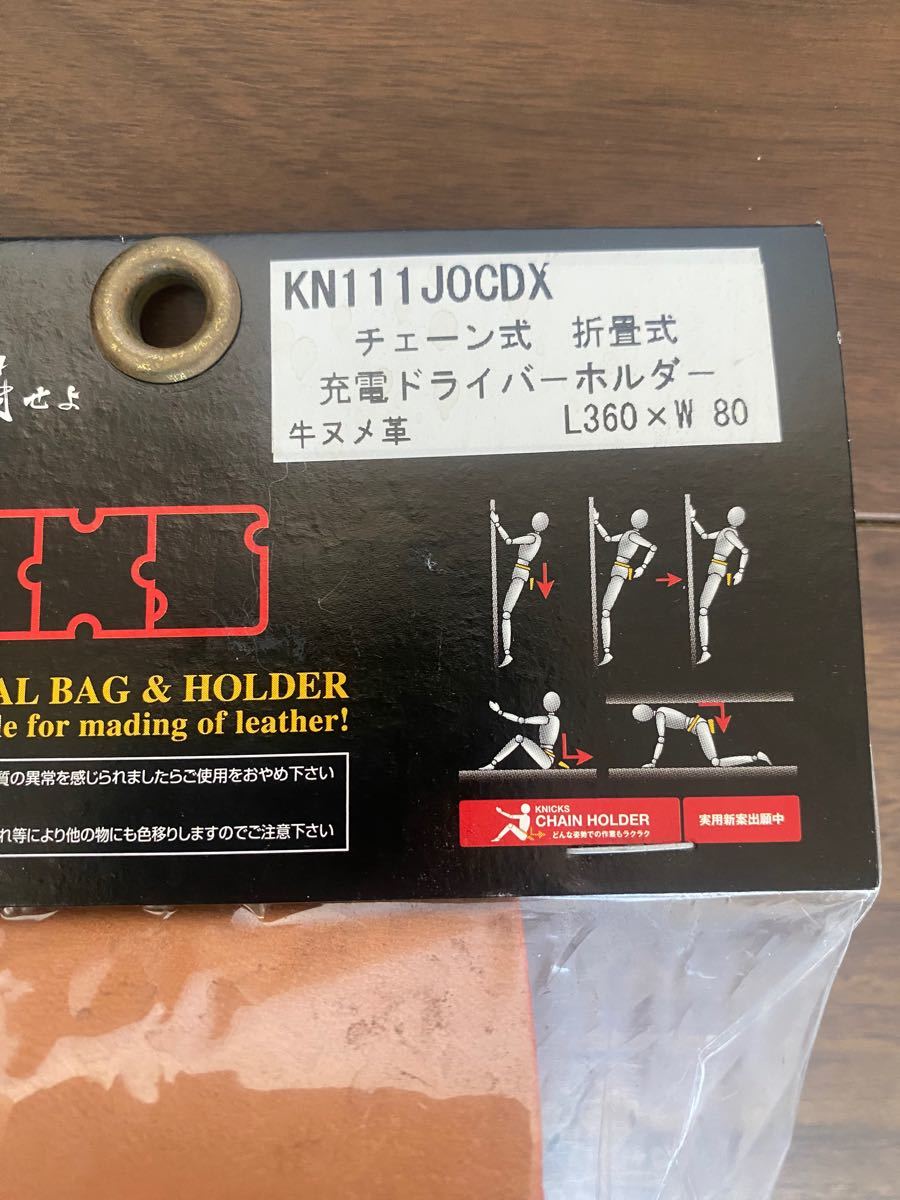 KN111JOCDX
チェーン式 折畳式
充電ドライバーホルダー
牛ヌメ革 L360×W 80
せよ
AL BAG & HOLDER
le for mading of leather!
質の異常を感じられましたらご使用をおやめ下さい
れ等により他の物にも色移りしますのでご注意下さい
KNICKS
CHAIN HOLDER
どんな姿勢での作業もラクラク
実用新案出願中